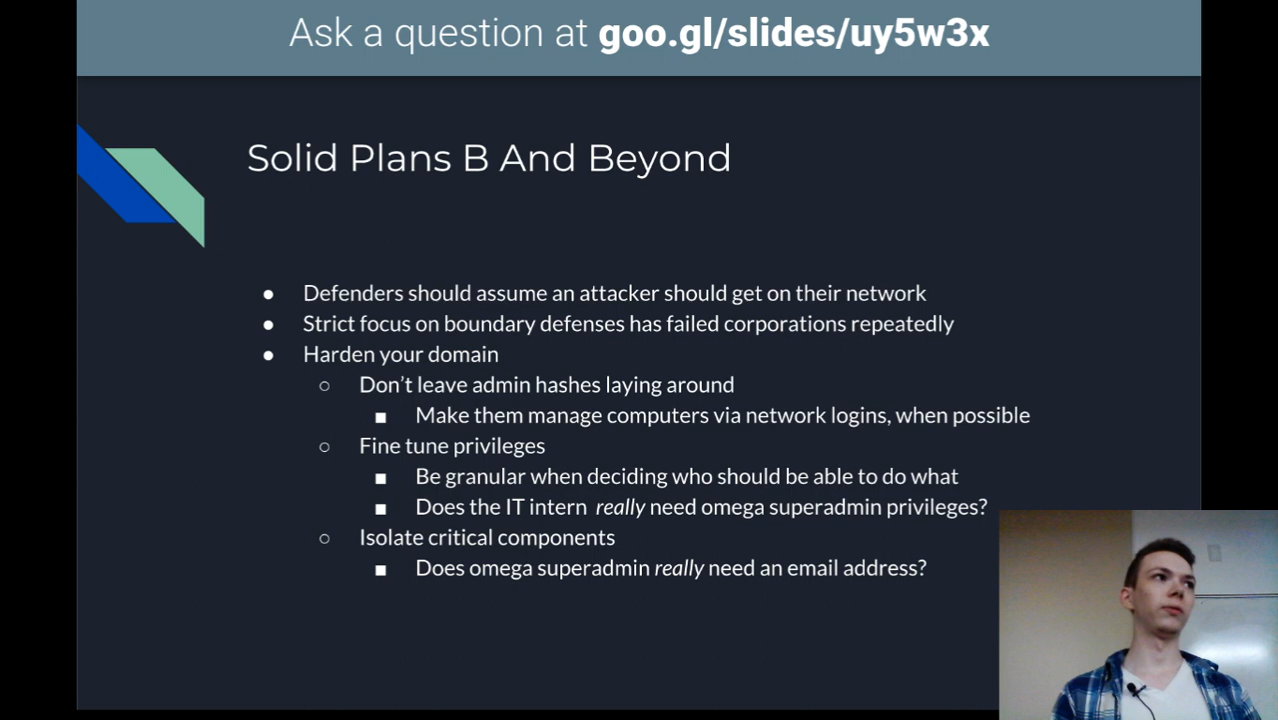 Ask a question at goo.gl/slides/uy5w3x
Solid Plans B And Beyond
● Defenders should assume an attacker should get on their network
● Strict focus on boundary defenses has failed corporations repeatedly
● Harden your domain
○ Don’t leave admin hashes laying around
■ Make them manage computers via network logins, when possible
○ Fine tune privileges
■ Be granular when deciding who should be able to do what
■ Does the IT intern really need omega superadmin privileges?
○ Isolate critical components
■ Does omega superadmin really need an email address?